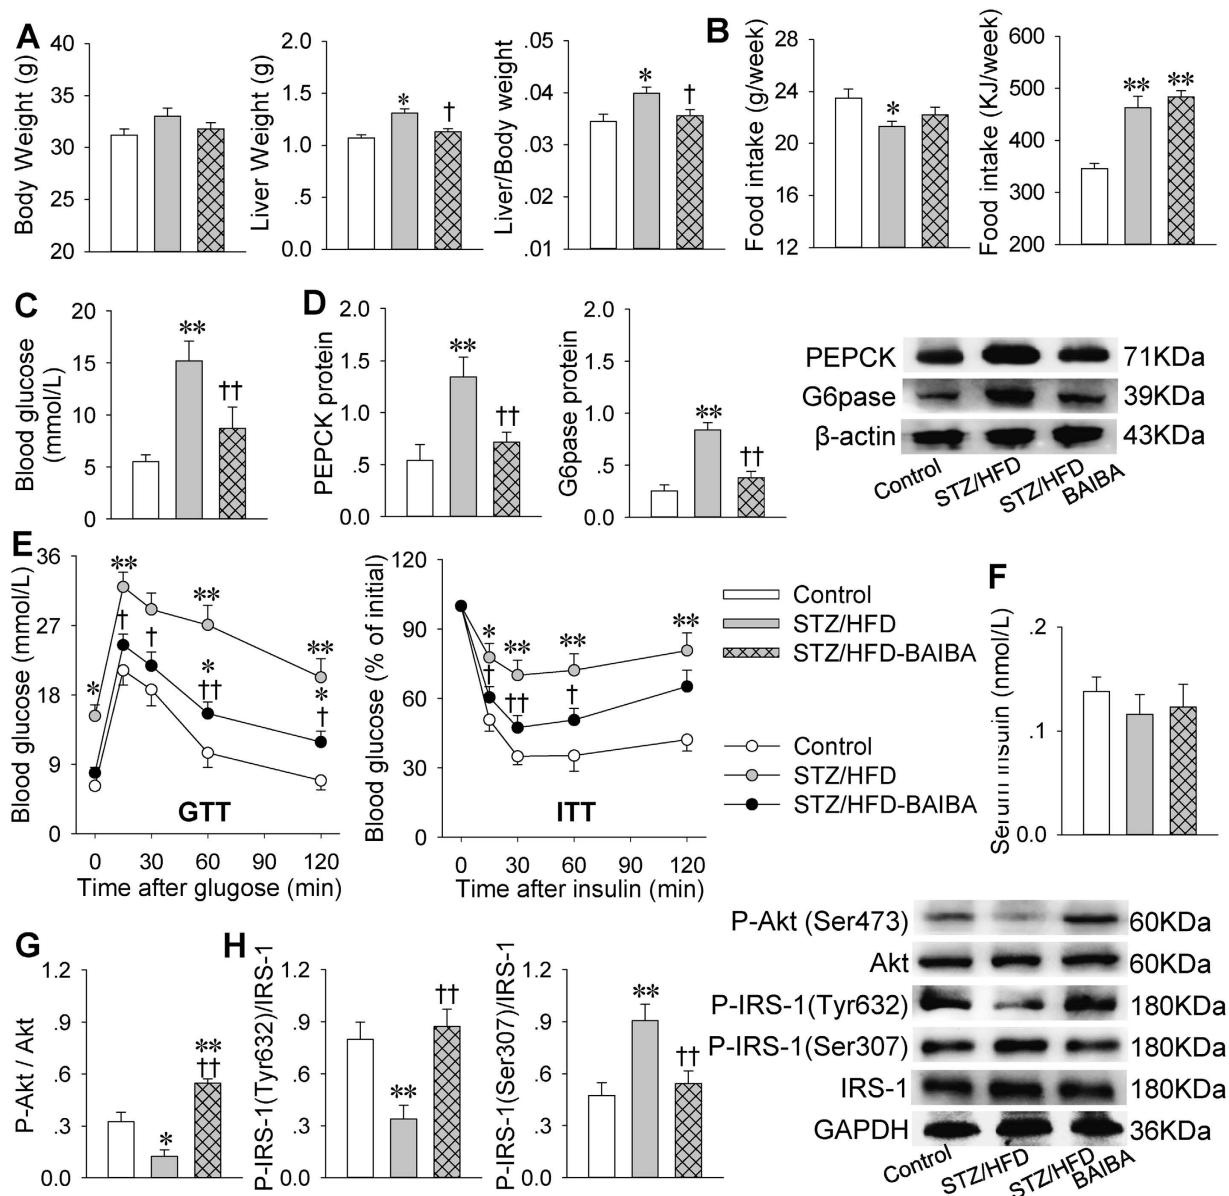 A
Body Weight (g)
40
35
30
25
20
Liver Weight (g)
2.0
1.5
1.0
.5
0.0
*
†
Liver/Body weight
.05
.04
.03
.02
.01
*
†
B
Food intake (g/week)
28
24
20
16
12
*
Food intake (KJ/week)
600
500
400
300
200
**
**
C
Blood glucose
(mmol/L)
20
15
10
5
0
**
††
D
PEPCK protein
2.0
1.5
1.0
.5
0.0
**
††
G6pase protein
2.0
1.5
1.0
.5
0.0
**
††
PEPCK 71KDa
G6pase 39KDa
β-actin 43KDa
Control
STZ/HFD
STZ/HFD
BAIBA
E
Blood glucose (mmol/L)
36
27
18
9
0
*
**
†
†
**
*
††
**
*
†
GTT
0 30 60 90 120
Time after glugose (min)
Blood glucose (% of initial)
120
90
60
30
0
*
†
**
††
**
†
**
ITT
0 30 60 90 120
Time after insulin (min)
Control
STZ/HFD
STZ/HFD-BAIBA
Control
STZ/HFD
STZ/HFD-BAIBA
F
Serum insulin (nmol/L)
.2
.1
0.0
G
P-Akt / Akt
1.2
.9
.6
.3
0.0
*
**
††
H
P-IRS-1(Tyr632)/IRS-1
1.2
.9
.6
.3
0.0
**
††
P-IRS-1(Ser307)/IRS-1
1.2
.9
.6
.3
0.0
**
††
P-Akt (Ser473) 60KDa
Akt 60KDa
P-IRS-1(Tyr632) 180KDa
P-IRS-1(Ser307) 180KDa
IRS-1 180KDa
GAPDH 36KDa
Control
STZ/HFD
STZ/HFD
BAIBA